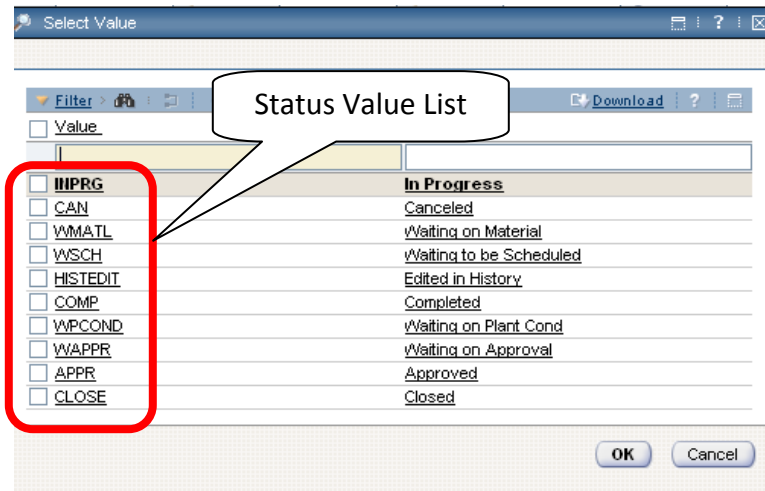 Select Value ?
Filter Status Value List Download ?
Value
INPRG In Progress
CAN Canceled
WMATL Waiting on Material
WSCH Waiting to be Scheduled
HISTEDIT Edited in History
COMP Completed
WPCOND Waiting on Plant Cond
WAPPR Waiting on Approval
APPR Approved
CLOSE Closed
OK Cancel